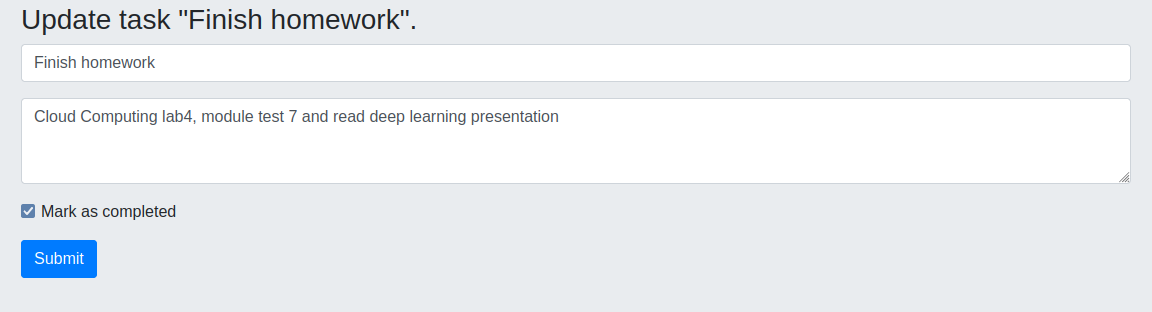 Update task "Finish homework".
Finish homework
Cloud Computing lab4, module test 7 and read deep learning presentation
Mark as completed
Submit